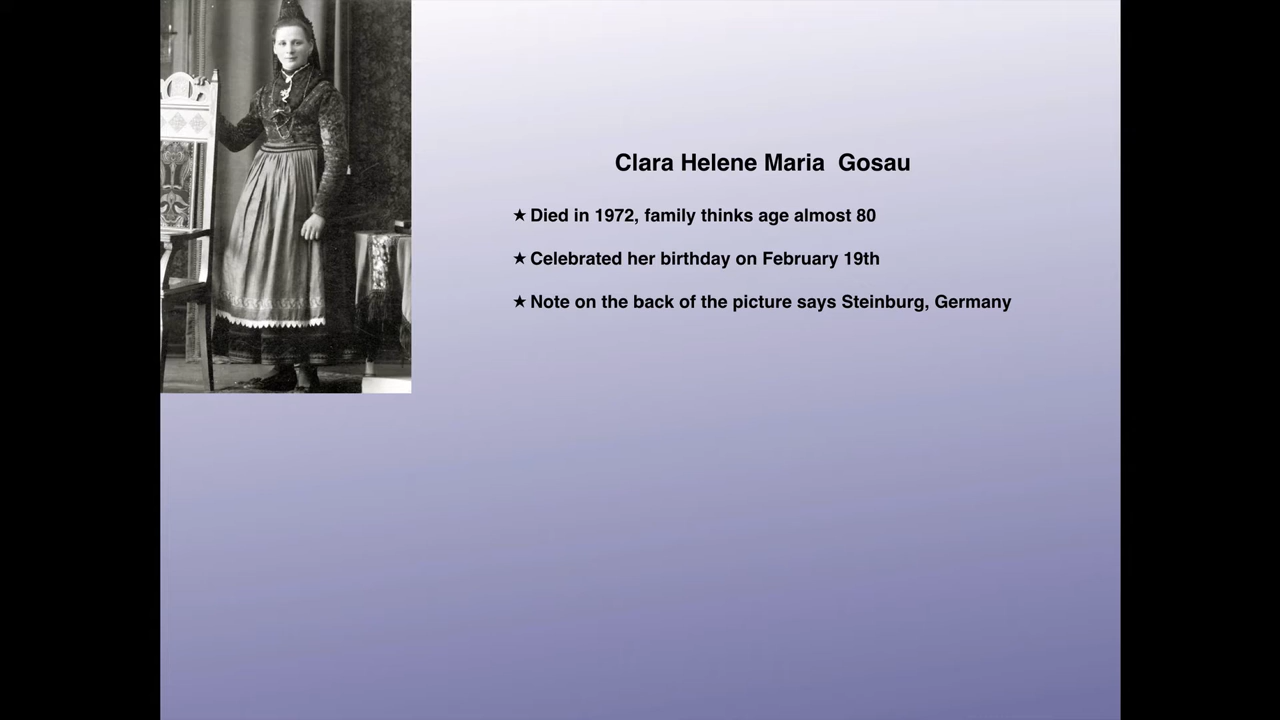 Clara Helene Maria  Gosau
★ Died in 1972, family thinks age almost 80
★ Celebrated her birthday on February 19th
★ Note on the back of the picture says Steinburg, Germany